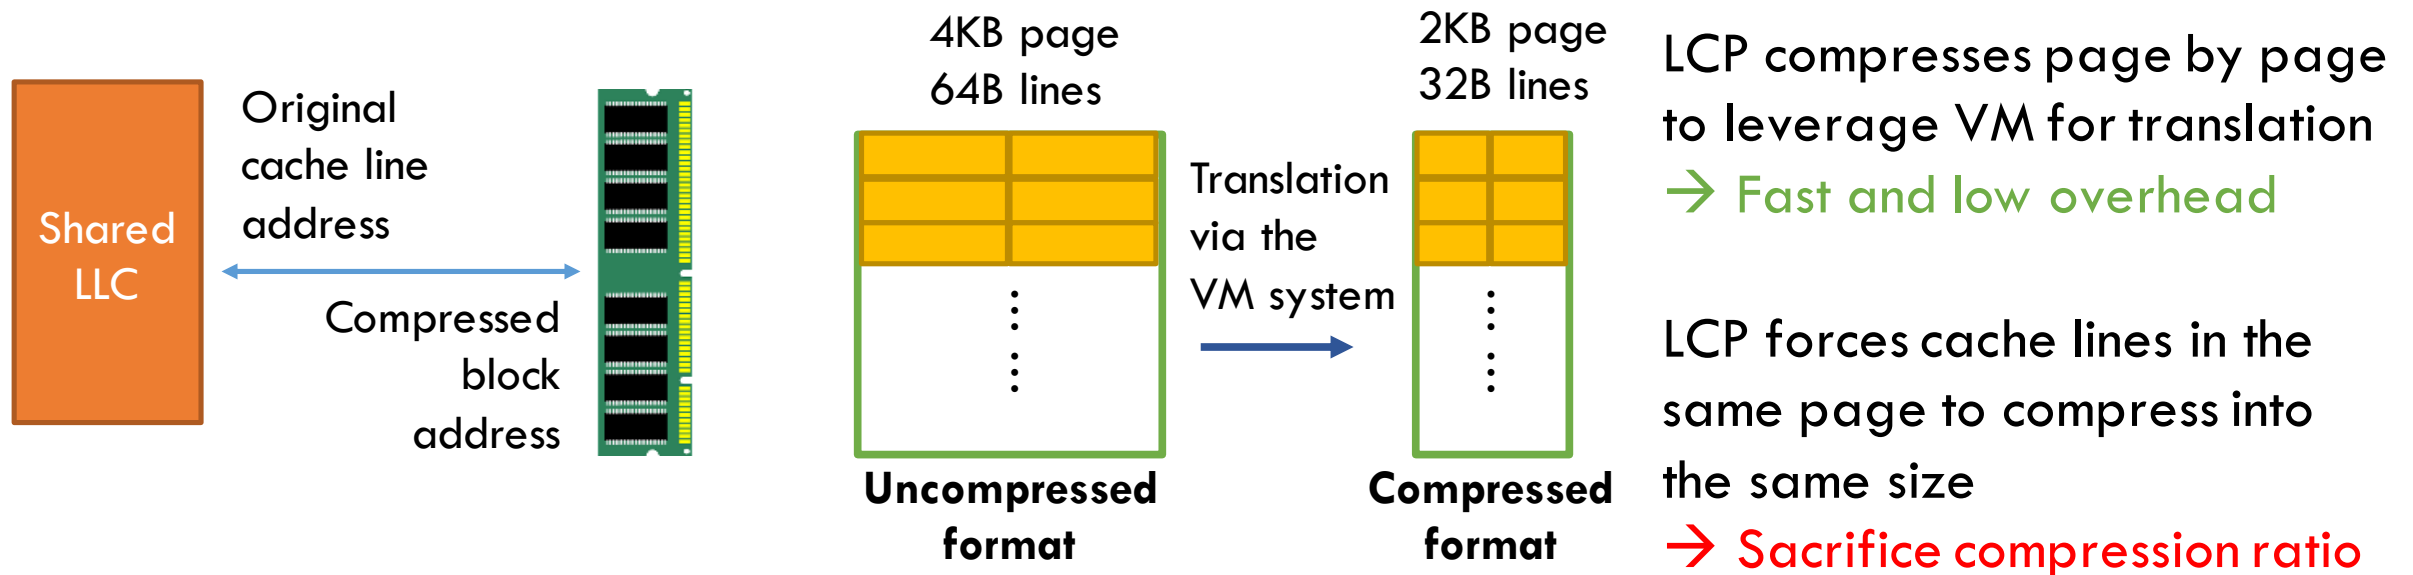 Shared
LLC
Original
cache line
address
Compressed
block
address
4KB page
64B lines
Uncompressed
format
Translation
via the
VM system
2KB page
32B lines
Compressed
format
LCP compresses page by page
to leverage VM for translation
→ Fast and low overhead
LCP forces cache lines in the
same page to compress into
the same size
→ Sacrifice compression ratio